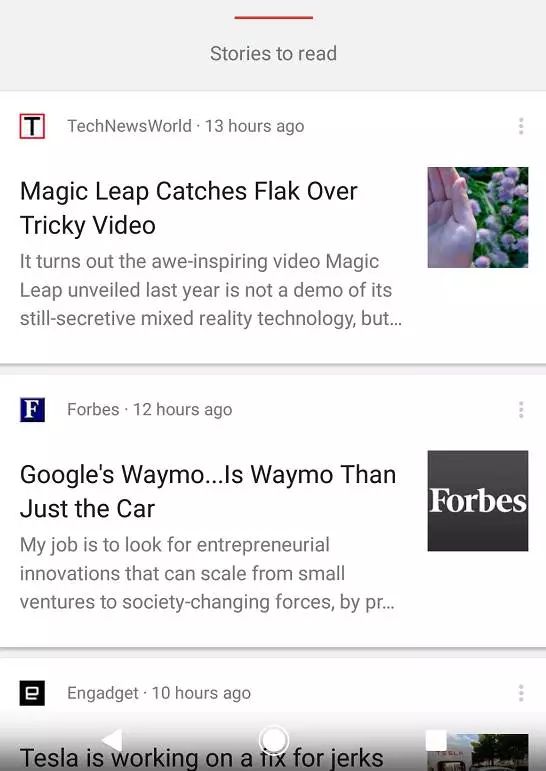 Stories to read
T TechNewsWorld · 13 hours ago
Magic Leap Catches Flak Over
Tricky Video
It turns out the awe-inspiring video Magic
Leap unveiled last year is not a demo of its
still-secretive mixed reality technology, but...
F Forbes · 12 hours ago
Google's Waymo...Is Waymo Than
Just the Car
Forbes
My job is to look for entrepreneurial
innovations that can scale from small
ventures to society-changing forces, by pr...
e Engadget · 10 hours ago
Tesla is working on a fix for jerks
TESLA